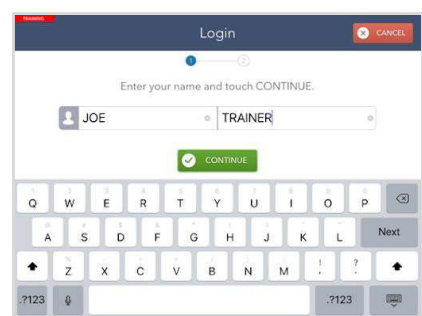 TRAINING
Login
CANCEL
1 2
Enter your name and touch CONTINUE.
JOE TRAINER
CONTINUE
Q W E R T Y U I O P
A S D F G H J K L Next
Z X C V B N M ! , ? .
.?123 .?123